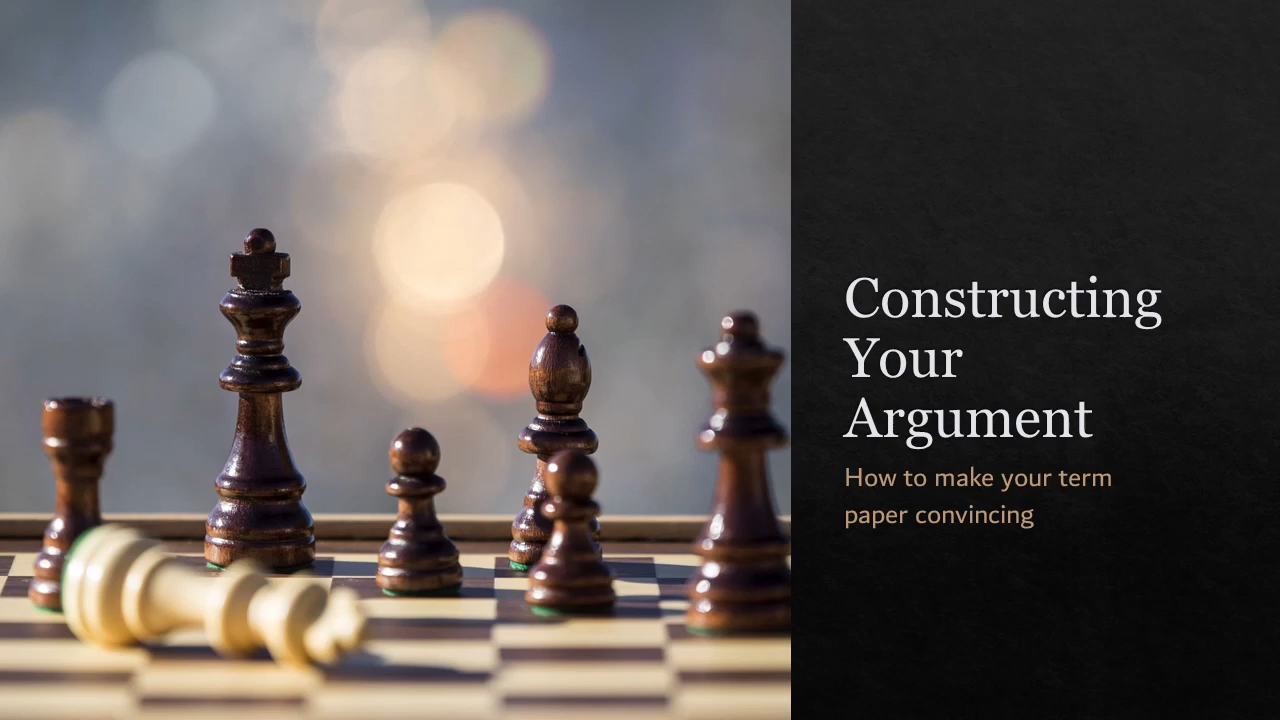 Constructing
Your
Argument
How to make your term
paper convincing